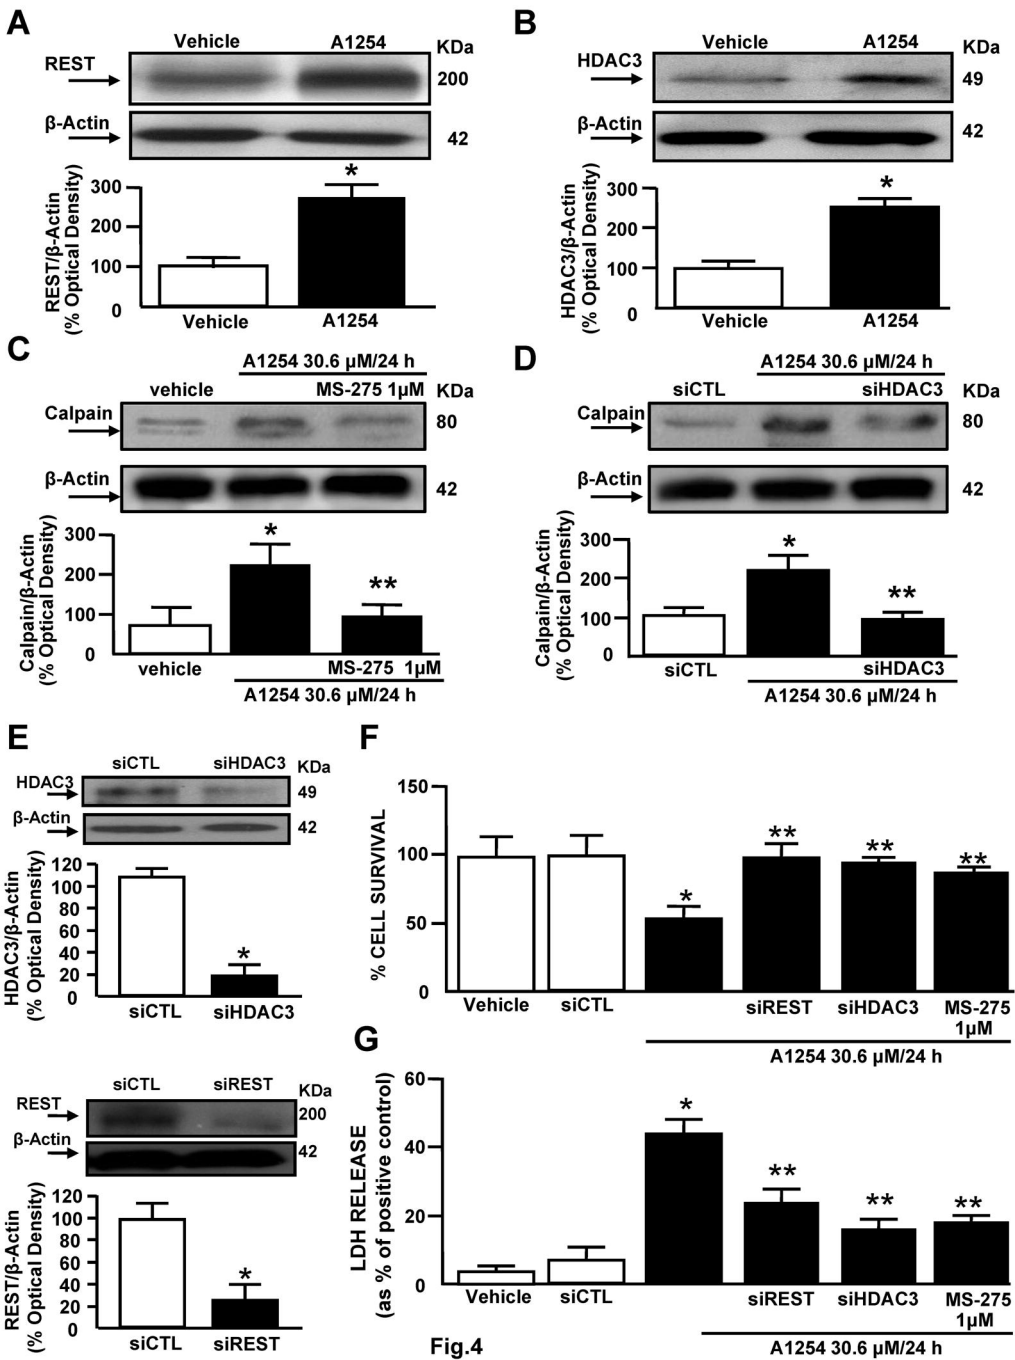 A
Vehicle A1254 KDa
REST 200
β-Actin 42
REST/β-Actin
(% Optical Density)
300
200
100
0
*
Vehicle A1254
B
Vehicle A1254 KDa
HDAC3 49
β-Actin 42
HDAC3/β-Actin
(% Optical Density)
300
200
100
0
*
Vehicle A1254
C
A1254 30.6 µM/24 h
vehicle MS-275 1µM KDa
Calpain 80
β-Actin 42
Calpain/β-Actin
(% Optical Density)
300
200
100
0
* **
vehicle MS-275 1µM
A1254 30.6 µM/24 h
D
A1254 30.6 µM/24 h
siCTL siHDAC3 KDa
Calpain 80
β-Actin 42
Calpain/β-Actin
(% Optical Density)
300
200
100
0
* **
siCTL siHDAC3
A1254 30.6 µM/24 h
E
siCTL siHDAC3 KDa
HDAC3 49
β-Actin 42
HDAC3/β-Actin
(% Optical Density)
120
100
80
60
40
20
0
*
siCTL siHDAC3
siCTL siREST KDa
REST 200
β-Actin 42
REST/β-Actin
(% Optical Density)
120
100
80
60
40
20
0
*
siCTL siREST
F
% CELL SURVIVAL
150
100
50
0
* ** ** **
Vehicle siCTL siREST siHDAC3 MS-275
1µM
A1254 30.6 µM/24 h
G
LDH RELEASE
(as % of positive control)
60
40
20
0
* ** ** **
Vehicle siCTL siREST siHDAC3 MS-275
1µM
A1254 30.6 µM/24 h
Fig.4